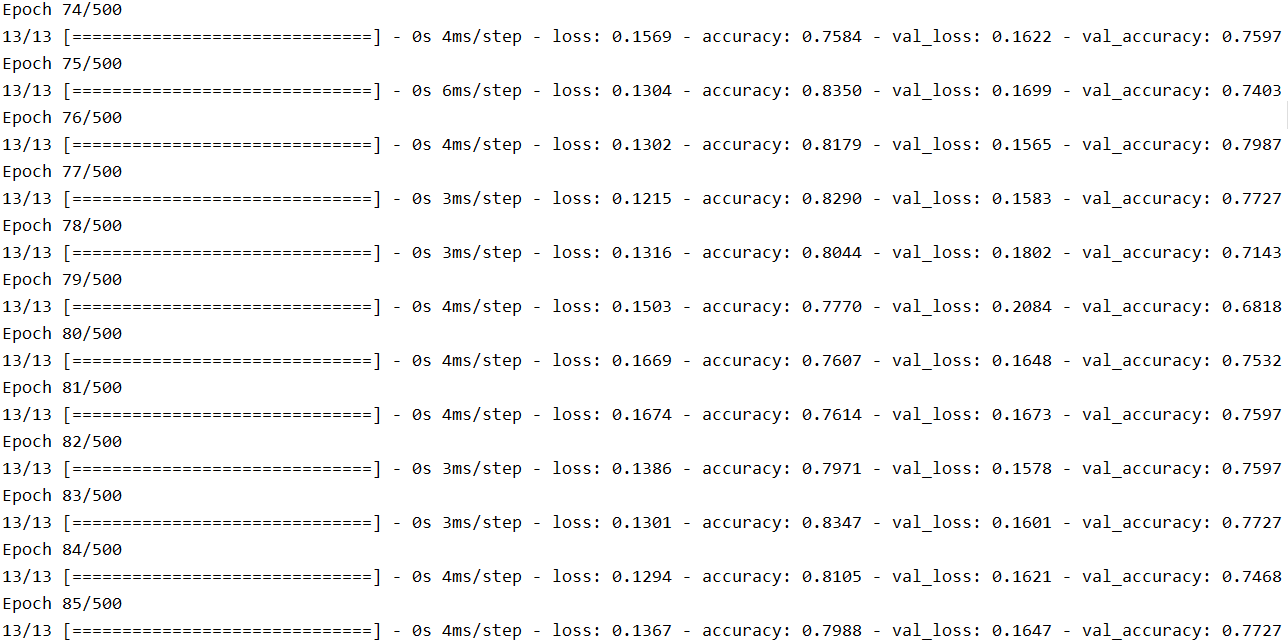 Epoch 74/500
13/13 [==============================] - 0s 4ms/step - loss: 0.1569 - accuracy: 0.7584 - val_loss: 0.1622 - val_accuracy: 0.7597
Epoch 75/500
13/13 [==============================] - 0s 6ms/step - loss: 0.1304 - accuracy: 0.8350 - val_loss: 0.1699 - val_accuracy: 0.7403
Epoch 76/500
13/13 [==============================] - 0s 4ms/step - loss: 0.1302 - accuracy: 0.8179 - val_loss: 0.1565 - val_accuracy: 0.7987
Epoch 77/500
13/13 [==============================] - 0s 3ms/step - loss: 0.1215 - accuracy: 0.8290 - val_loss: 0.1583 - val_accuracy: 0.7727
Epoch 78/500
13/13 [==============================] - 0s 3ms/step - loss: 0.1316 - accuracy: 0.8044 - val_loss: 0.1802 - val_accuracy: 0.7143
Epoch 79/500
13/13 [==============================] - 0s 4ms/step - loss: 0.1503 - accuracy: 0.7770 - val_loss: 0.2084 - val_accuracy: 0.6818
Epoch 80/500
13/13 [==============================] - 0s 4ms/step - loss: 0.1669 - accuracy: 0.7607 - val_loss: 0.1648 - val_accuracy: 0.7532
Epoch 81/500
13/13 [==============================] - 0s 4ms/step - loss: 0.1674 - accuracy: 0.7614 - val_loss: 0.1673 - val_accuracy: 0.7597
Epoch 82/500
13/13 [==============================] - 0s 3ms/step - loss: 0.1386 - accuracy: 0.7971 - val_loss: 0.1578 - val_accuracy: 0.7597
Epoch 83/500
13/13 [==============================] - 0s 3ms/step - loss: 0.1301 - accuracy: 0.8347 - val_loss: 0.1601 - val_accuracy: 0.7727
Epoch 84/500
13/13 [==============================] - 0s 4ms/step - loss: 0.1294 - accuracy: 0.8105 - val_loss: 0.1621 - val_accuracy: 0.7468
Epoch 85/500
13/13 [==============================] - 0s 4ms/step - loss: 0.1367 - accuracy: 0.7988 - val_loss: 0.1647 - val_accuracy: 0.7727